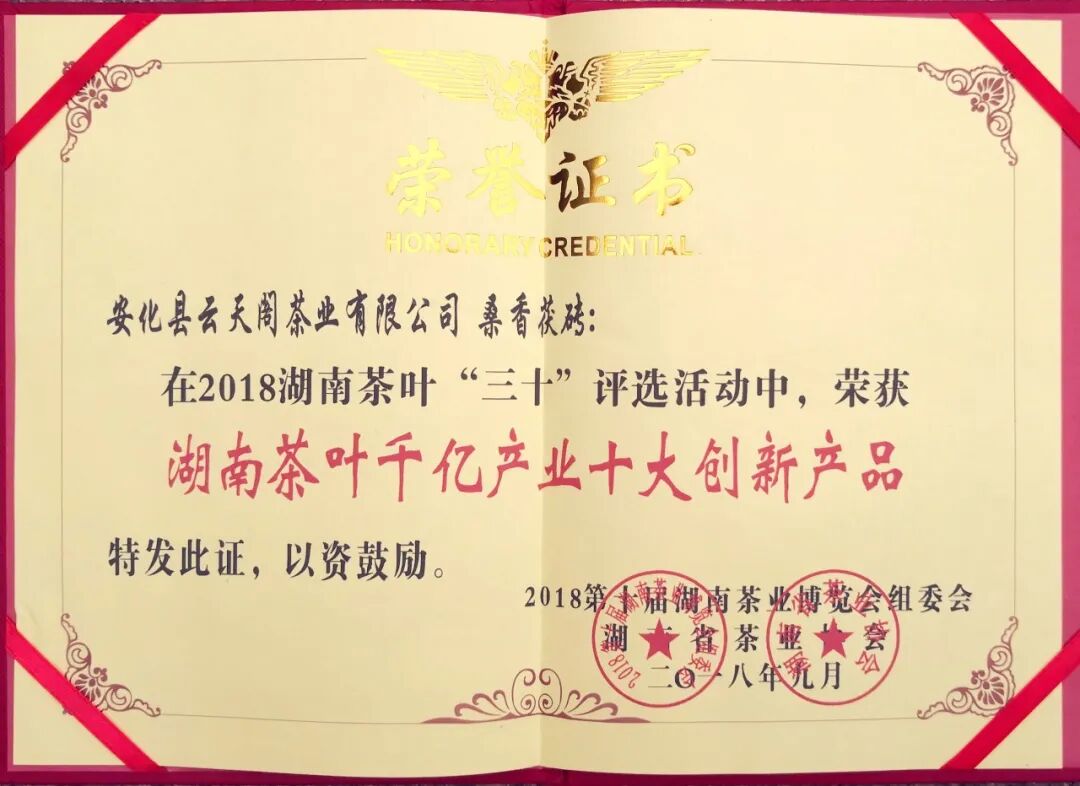 荣誉证书
HONORARY CREDENTIAL
安化县云天阁茶业有限公司 桑香茯砖:
在2018湖南茶叶“三十”评选活动中，荣获
湖南茶叶千亿产业十大创新产品
特发此证，以资鼓励。
2018第十届湖南茶业博览会组委会
湖南省茶业协会
二〇一八年九月